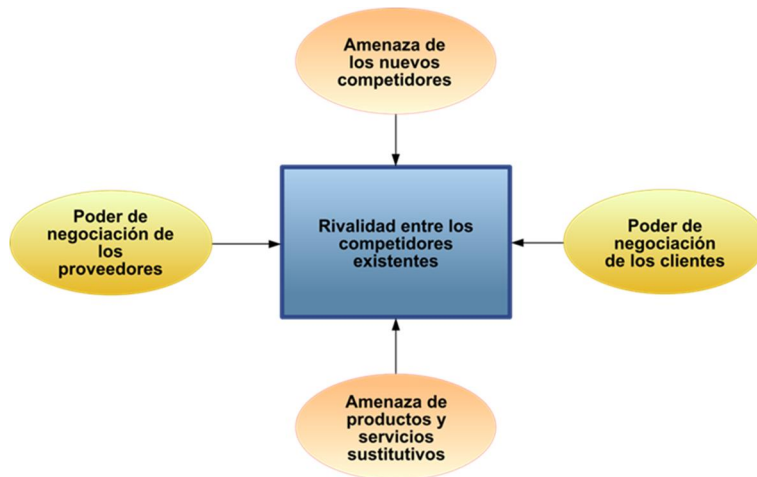 Amenaza de
los nuevos
competidores
Poder de
negociación de
los
proveedores
Rivalidad entre los
competidores
existentes
Poder de
negociación
de los clientes
Amenaza de
productos y
servicios
sustitutivos